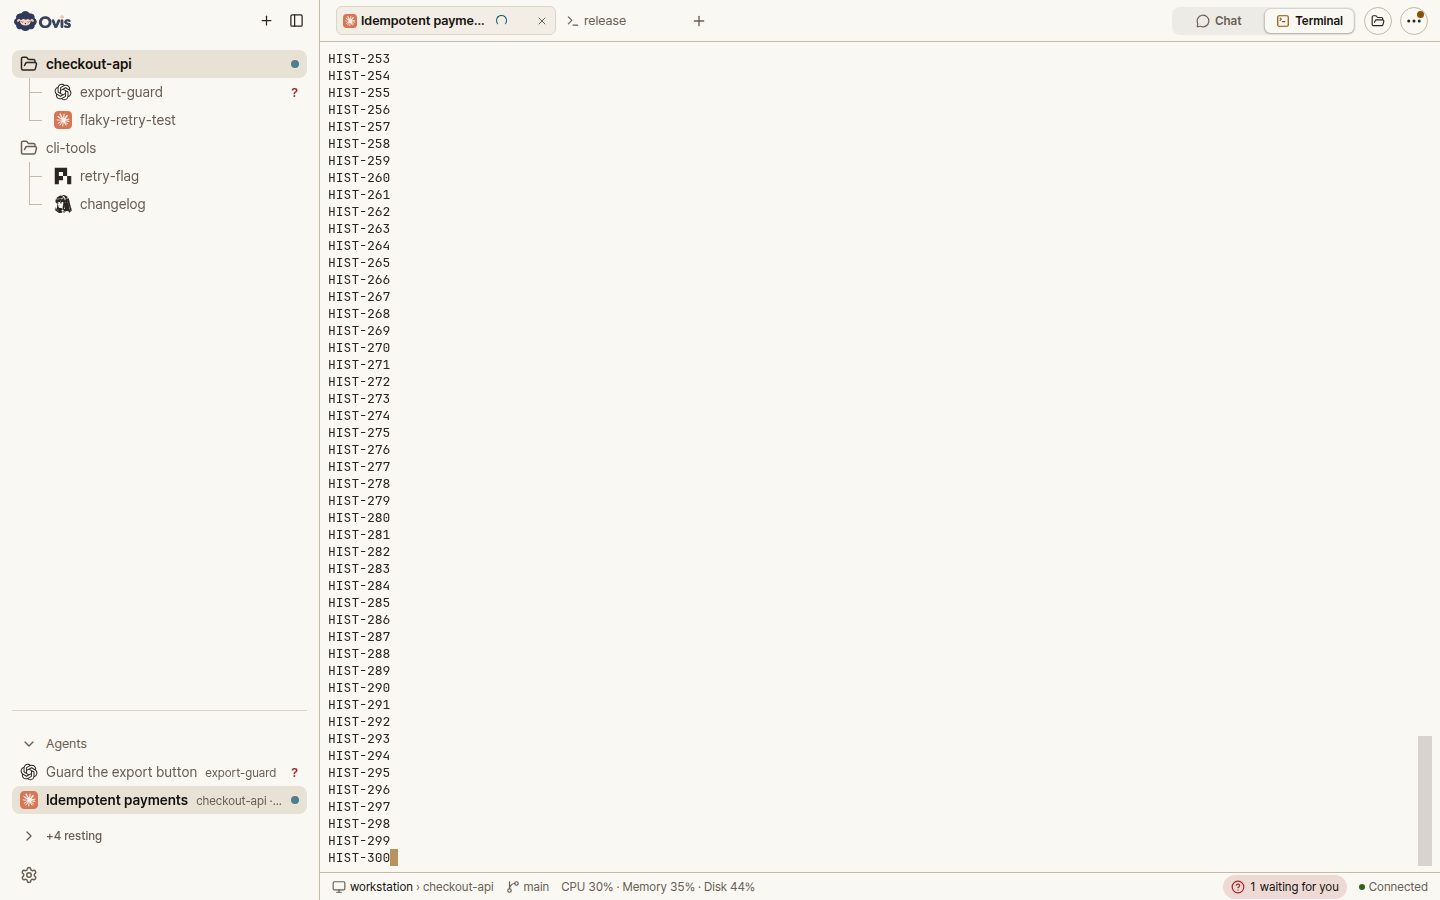 Ovis
checkout-api
export-guard ?
flaky-retry-test
cli-tools
retry-flag
changelog
Agents
Guard the export button export-guard ?
Idempotent payments checkout-api ·...
+4 resting
Idempotent payme...
release
Chat
Terminal
HIST-253
HIST-254
HIST-255
HIST-256
HIST-257
HIST-258
HIST-259
HIST-260
HIST-261
HIST-262
HIST-263
HIST-264
HIST-265
HIST-266
HIST-267
HIST-268
HIST-269
HIST-270
HIST-271
HIST-272
HIST-273
HIST-274
HIST-275
HIST-276
HIST-277
HIST-278
HIST-279
HIST-280
HIST-281
HIST-282
HIST-283
HIST-284
HIST-285
HIST-286
HIST-287
HIST-288
HIST-289
HIST-290
HIST-291
HIST-292
HIST-293
HIST-294
HIST-295
HIST-296
HIST-297
HIST-298
HIST-299
HIST-300
workstation › checkout-api main CPU 30% · Memory 35% · Disk 44%
1 waiting for you
Connected